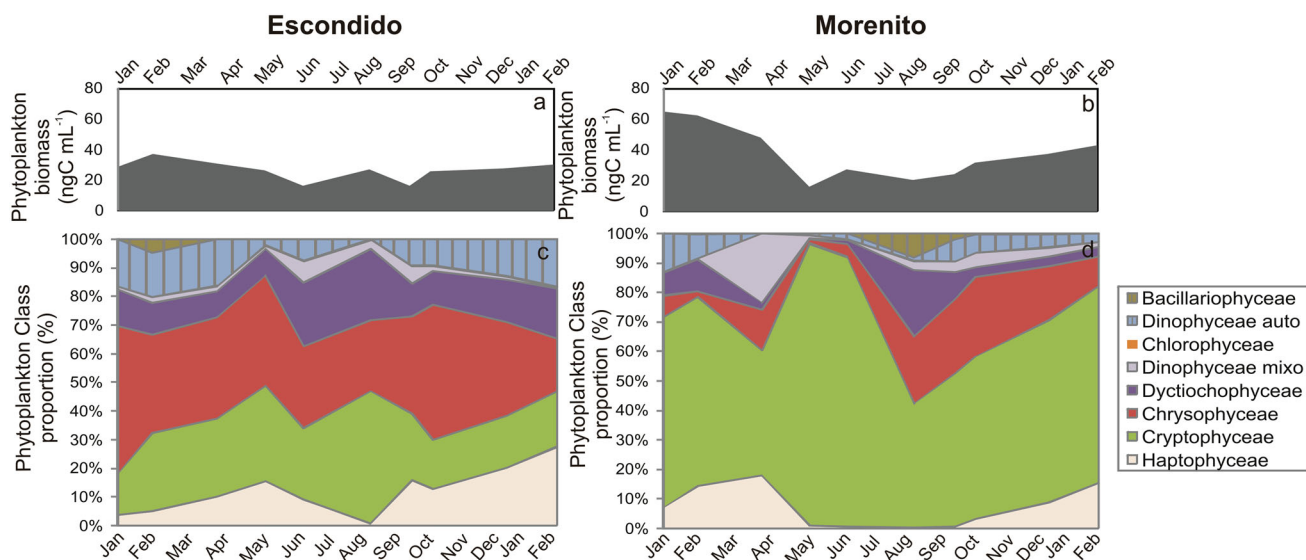 Escondido
Morenito
Jan Feb Mar Apr May Jun Jul Aug Sep Oct Nov Dec Jan Feb
Jan Feb Mar Apr May Jun Jul Aug Sep Oct Nov Dec Jan Feb
Phytoplankton
biomass
(ngC mL⁻¹)
80
60
40
20
0
a
Phytoplankton
biomass
(ngC mL⁻¹)
80
60
40
20
0
b
Phytoplankton Class
proportion (%)
100%
90%
80%
70%
60%
50%
40%
30%
20%
10%
0%
c
Jan Feb Mar Apr May Jun Jul Aug Sep Oct Nov Dec Jan Feb
Phytoplankton Class
proportion (%)
100%
90%
80%
70%
60%
50%
40%
30%
20%
10%
0%
d
Jan Feb Mar Apr May Jun Jul Aug Sep Oct Nov Dec Jan Feb
Bacillariophyceae
Dinophyceae auto
Chlorophyceae
Dinophyceae mixo
Dyctiochophyceae
Chrysophyceae
Cryptophyceae
Haptophyceae